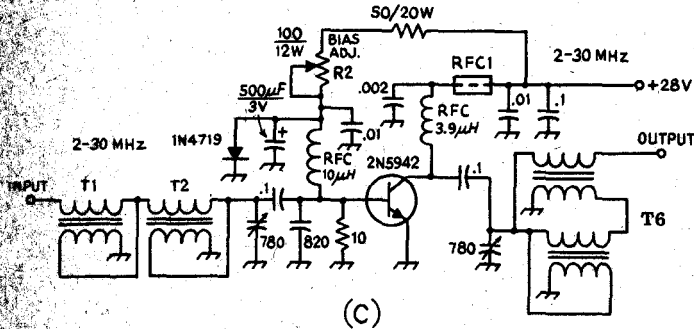 50/20W
100
12W
BIAS
ADJ.
R2
RFC1
2-30 MHz
+28V
500µF
3V
+
.002
.01
.1
.01
RFC
3.9µH
2-30 MHz
1N4719
RFC
10µH
2N5942
OUTPUT
INPUT
T1
T2
.1
.1
T6
780
820
10
780
(C)